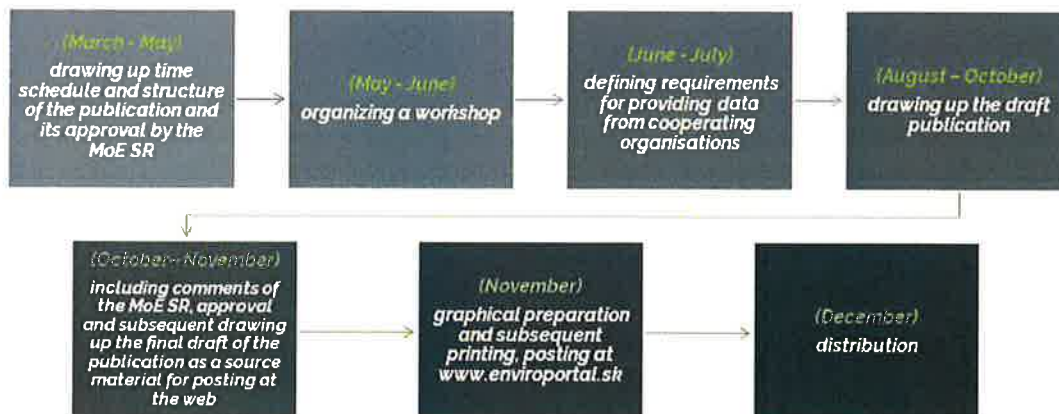 (March - May)
drawing up time
schedule and structure
of the publication and
its approval by the
MoE SR
(May - June)
organizing a workshop
(June - July)
defining requirements
for providing data
from cooperating
organisations
(August – October)
drawing up the draft
publication
(October – November)
including comments of
the MoE SR, approval
and subsequent drawing
up the final draft of the
publication as a source
material for posting at
the web
(November)
graphical preparation
and subsequent
printing, posting at
www.enviroportal.sk
(December)
distribution